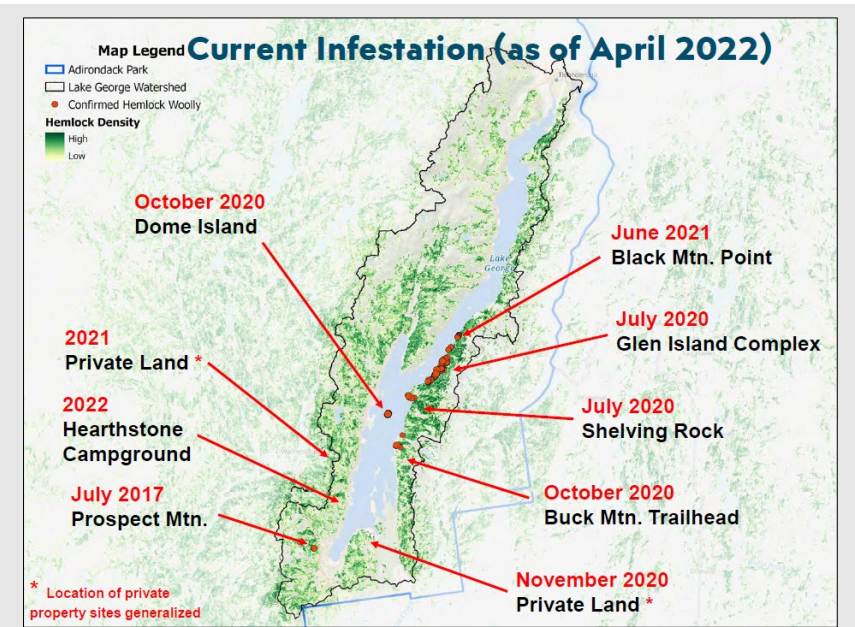 Current Infestation (as of April 2022)
Map Legend
Adirondack Park
Lake George Watershed
Confirmed Hemlock Woolly
Hemlock Density
High
Low
October 2020
Dome Island
2021
Private Land *
2022
Hearthstone
Campground
July 2017
Prospect Mtn.
* Location of private
property sites generalized
Lake
George
June 2021
Black Mtn. Point
July 2020
Glen Island Complex
July 2020
Shelving Rock
October 2020
Buck Mtn. Trailhead
November 2020
Private Land *